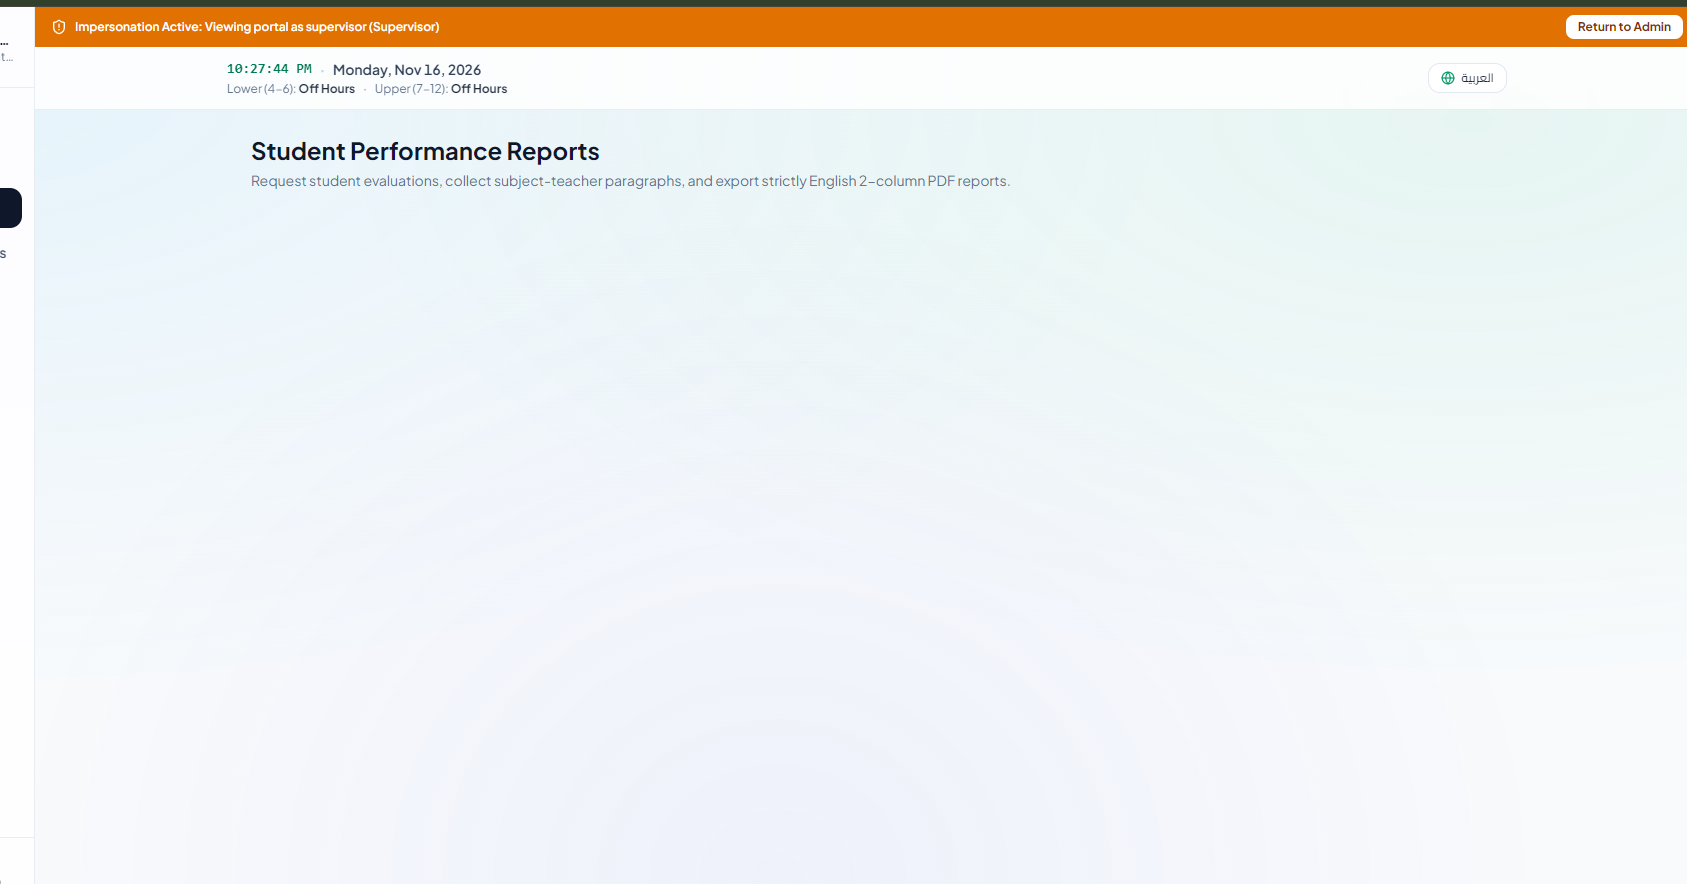 Impersonation Active: Viewing portal as supervisor (Supervisor)
Return to Admin
10:27:44 PM · Monday, Nov 16, 2026
Lower (4–6): Off Hours · Upper (7–12): Off Hours
العربية
Student Performance Reports
Request student evaluations, collect subject-teacher paragraphs, and export strictly English 2-column PDF reports.